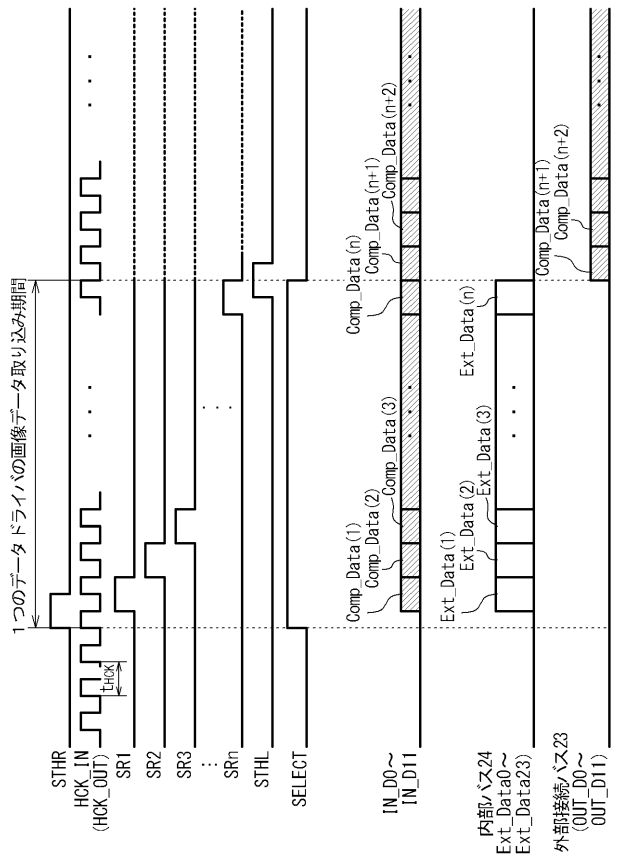 1つのデータドライバの画像データ取り込み期間
STHR
HCK_IN
(HCK_OUT)
tHCK
SR1
SR2
SR3
:
SRn
. . .
STHL
SELECT
IN_D0～
IN_D11
Comp_Data(1)
Comp_Data(2)
Comp_Data(3)
Comp_Data(n)
Comp_Data(n+1)
Comp_Data(n+2)
内部バス24
Ext_Data0～
Ext_Data23)
Ext_Data(1)
Ext_Data(2)
Ext_Data(3)
Ext_Data(n)
外部接続バス23
(OUT_D0～
OUT_D11)
Comp_Data(n+1)
Comp_Data(n+2)